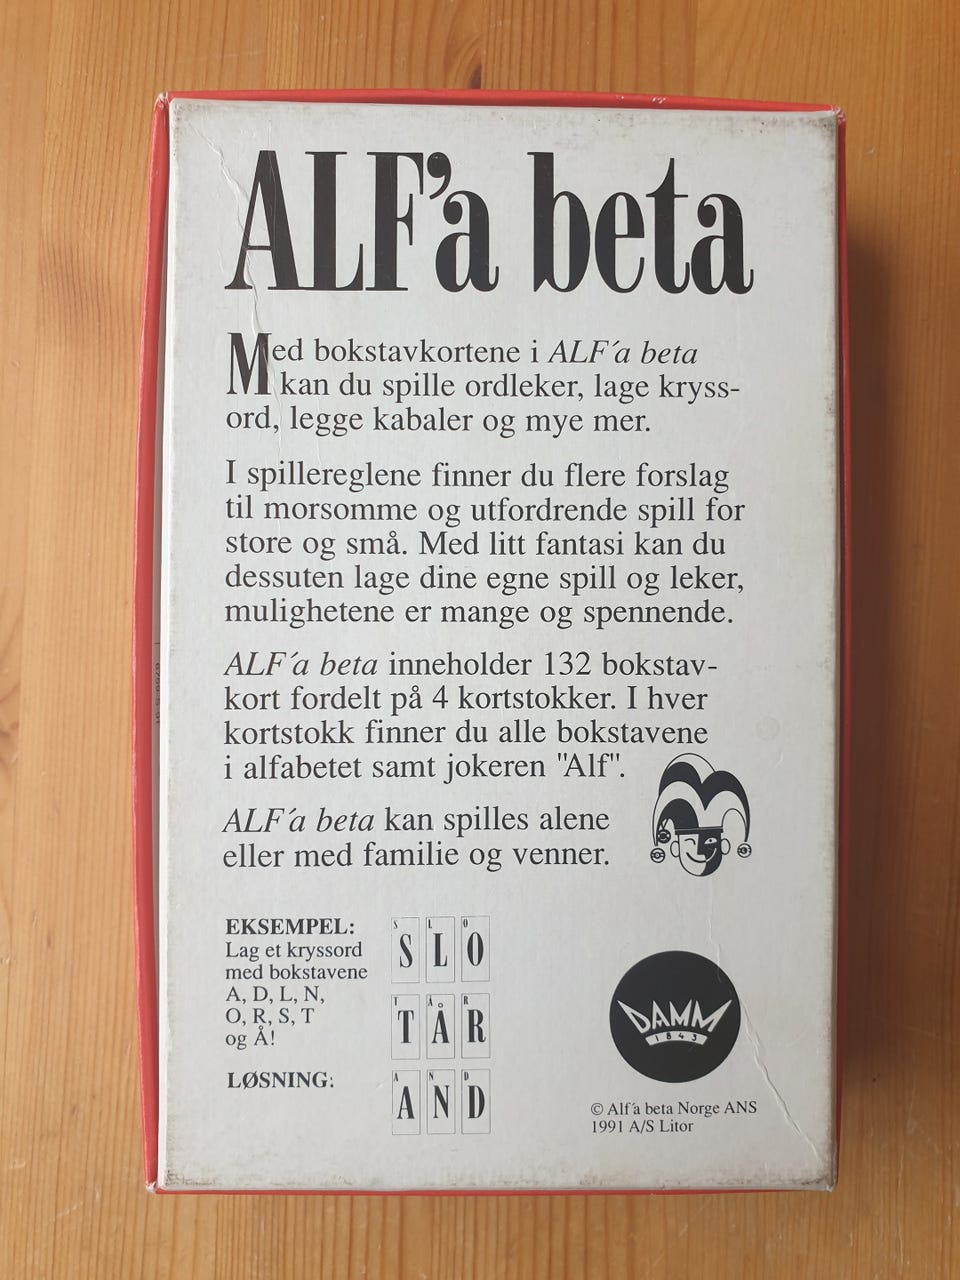 ALF'a beta
Med bokstavkortene i ALF´a beta
kan du spille ordleker, lage kryss-
ord, legge kabaler og mye mer.
I spillereglene finner du flere forslag
til morsomme og utfordrende spill for
store og små. Med litt fantasi kan du
dessuten lage dine egne spill og leker,
mulighetene er mange og spennende.
ALF´a beta inneholder 132 bokstav-
kort fordelt på 4 kortstokker. I hver
kortstokk finner du alle bokstavene
i alfabetet samt jokeren "Alf".
ALF´a beta kan spilles alene
eller med familie og venner.
EKSEMPEL:
Lag et kryssord
med bokstavene
A, D, L, N,
O, R, S, T
og Å!
LØSNING:
S L O
S L O
T Å R
T Å R
A N D
A N D
DAMM
1843
© Alf´a beta Norge ANS
1991 A/S Litor